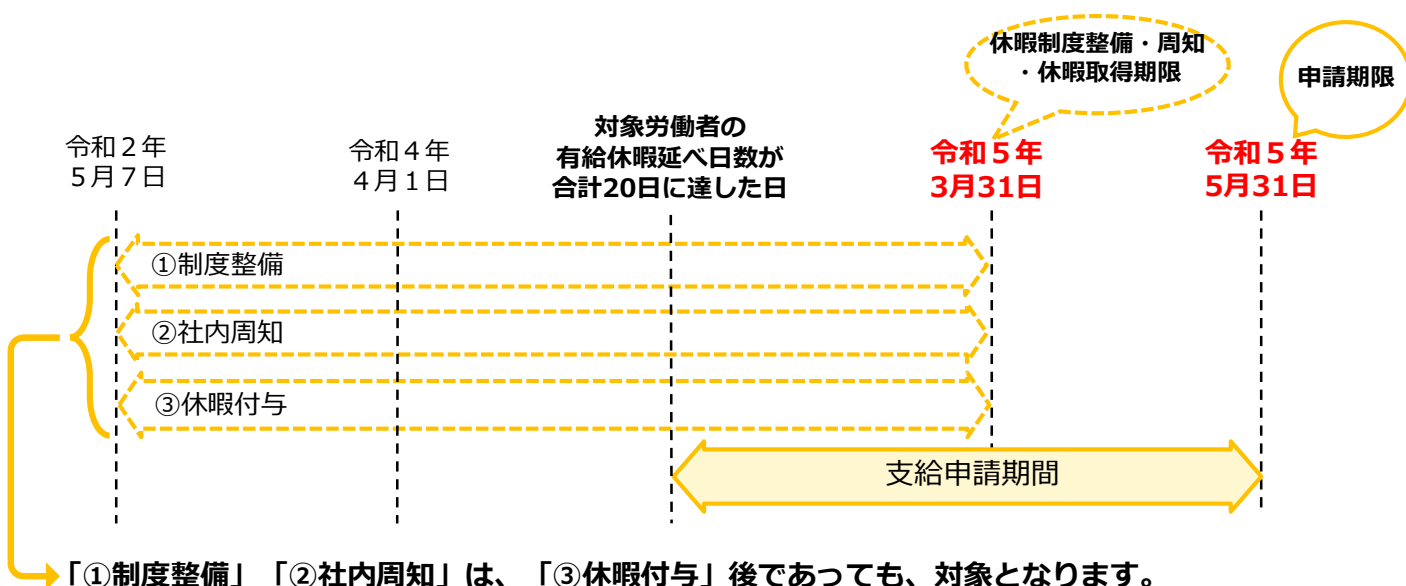 休暇制度整備・周知
・休暇取得期限
申請期限
令和２年
５月７日
令和４年
４月１日
対象労働者の
有給休暇延べ日数が
合計20日に達した日
令和５年
3月31日
令和５年
5月31日
①制度整備
②社内周知
③休暇付与
支給申請期間
「①制度整備」「②社内周知」は、「③休暇付与」後であっても、対象となります。